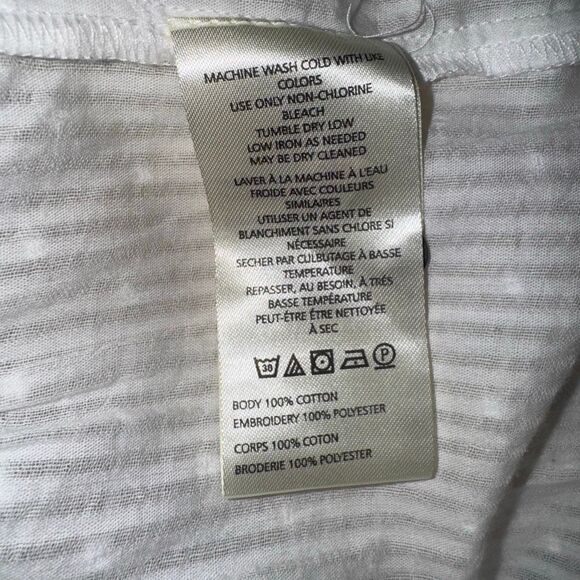 MACHINE WASH COLD WITH LIKE
COLORS
USE ONLY NON-CHLORINE
BLEACH
TUMBLE DRY LOW
LOW IRON AS NEEDED
MAY BE DRY CLEANED
LAVER À LA MACHINE À L'EAU
FROIDE AVEC COULEURS
SIMILAIRES
UTILISER UN AGENT DE
BLANCHIMENT SANS CHLORE SI
NÉCESSAIRE
SECHER PAR CULBUTAGE À BASSE
TEMPERATURE
REPASSER, AU BESOIN, À TRÈS
BASSE TEMPÉRATURE
PEUT-ÊTRE ÊTRE NETTOYÉE
À SEC
30 P
BODY 100% COTTON
EMBROIDERY 100% POLYESTER
CORPS 100% COTON
BRODERIE 100% POLYESTER